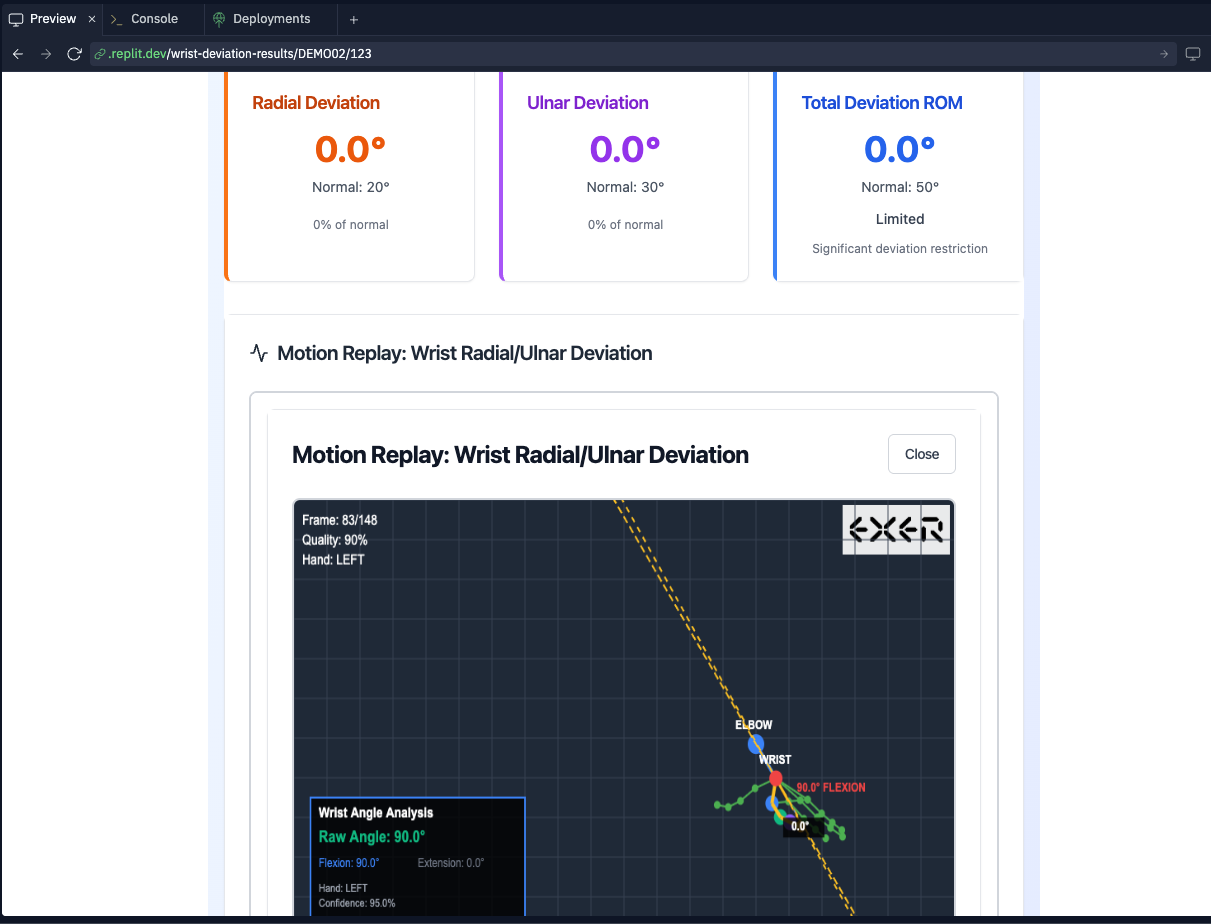 Preview × >_ Console Deployments +
.replit.dev/wrist-deviation-results/DEMO02/123
Radial Deviation
0.0°
Normal: 20°
0% of normal
Ulnar Deviation
0.0°
Normal: 30°
0% of normal
Total Deviation ROM
0.0°
Normal: 50°
Limited
Significant deviation restriction
Motion Replay: Wrist Radial/Ulnar Deviation
Motion Replay: Wrist Radial/Ulnar Deviation
Close
Frame: 83/148
Quality: 90%
Hand: LEFT
EXER
ELBOW
WRIST
90.0° FLEXION
0.0°
Wrist Angle Analysis
Raw Angle: 90.0°
Flexion: 90.0° Extension: 0.0°
Hand: LEFT
Confidence: 95.0%